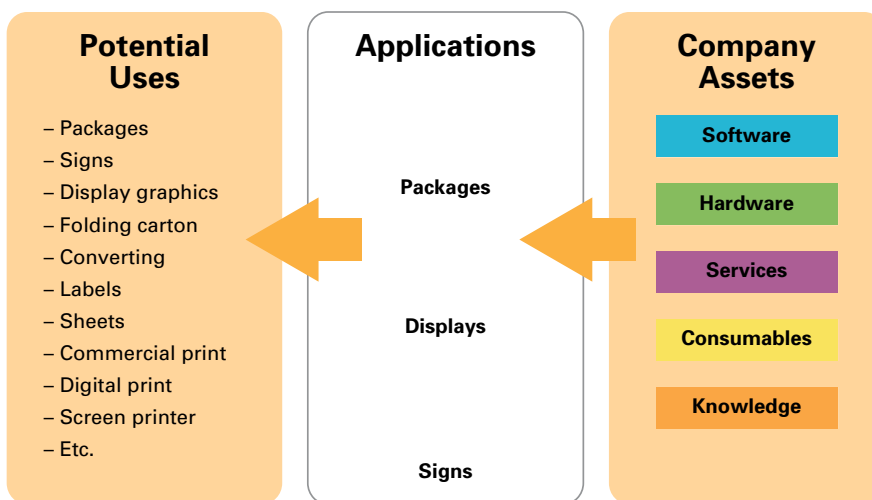 Potential
Uses
– Packages
– Signs
– Display graphics
– Folding carton
– Converting
– Labels
– Sheets
– Commercial print
– Digital print
– Screen printer
– Etc.
Applications
Packages
Displays
Signs
Company
Assets
Software
Hardware
Services
Consumables
Knowledge